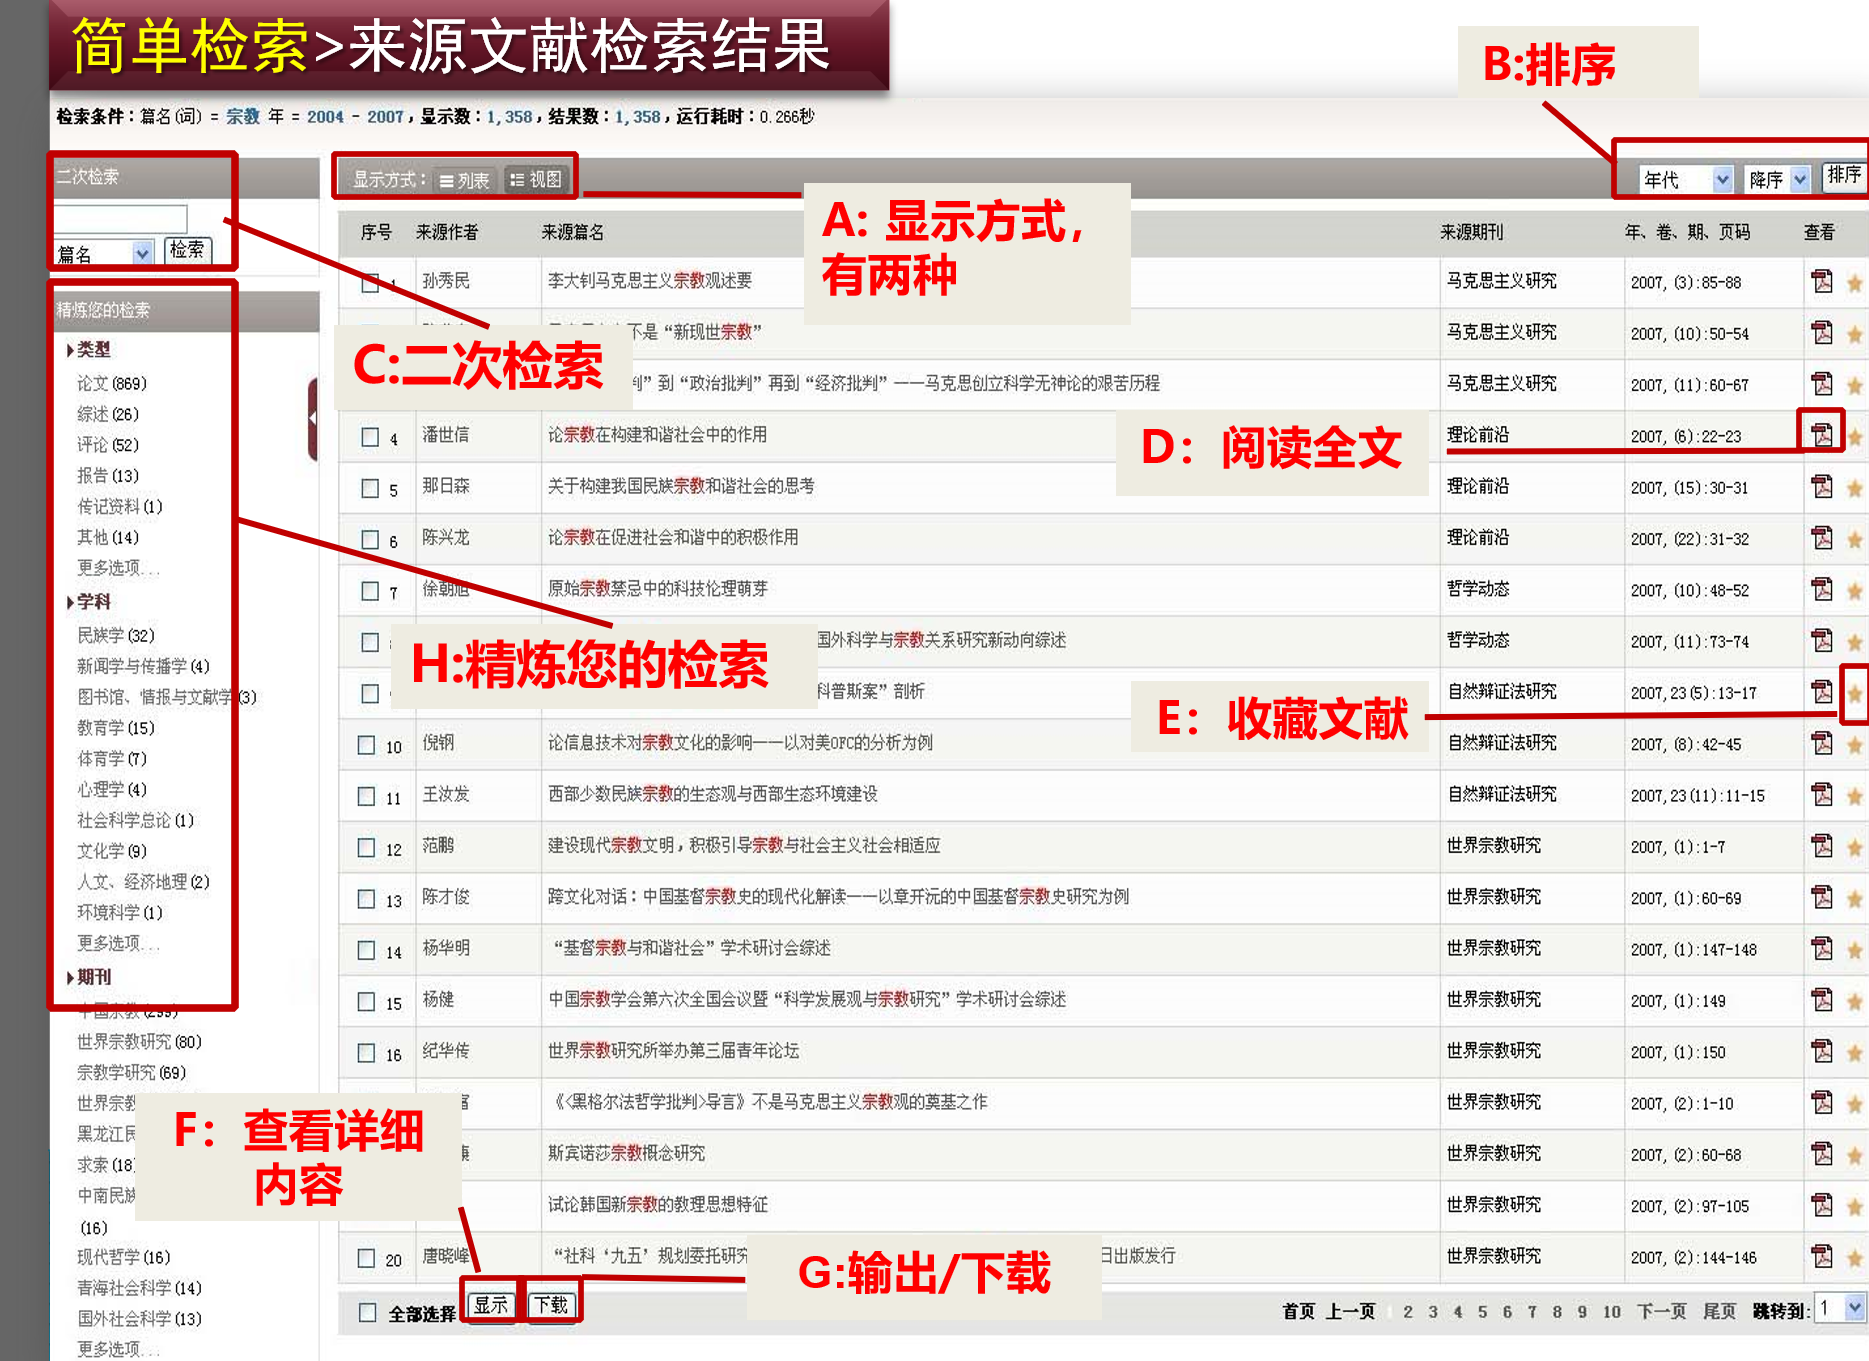 简单检索>来源文献检索结果
B:排序
检索条件：篇名(词) = 宗教 年 = 2004 - 2007，显示数：1,358，结果数：1,358，运行耗时：0.266秒
二次检索
篇名 检索
显示方式： 列表 视图
年代 降序 排序
A: 显示方式，
有两种
C:二次检索
D：阅读全文
H:精炼您的检索
E：收藏文献
F：查看详细
内容
G:输出/下载
精炼您的检索
类型
论文(869)
综述(26)
评论(52)
报告(13)
传记资料(1)
其他(14)
更多选项...
学科
民族学(32)
新闻学与传播学(4)
图书馆、情报与文献学(3)
教育学(15)
体育学(7)
心理学(4)
社会科学总论(1)
文化学(9)
人文、经济地理(2)
环境科学(1)
更多选项...
期刊
中国宗教(299)
世界宗教研究(80)
宗教学研究(69)
世界宗教
黑龙江民
求索(18)
中南民族
(16)
现代哲学(16)
青海社会科学(14)
国外社会科学(13)
更多选项...
序号 来源作者 来源篇名 来源期刊 年、卷、期、页码 查看
1 孙秀民 李大钊马克思主义宗教观述要 马克思主义研究 2007, (3):85-88
不是“新现世宗教” 马克思主义研究 2007, (10):50-54
判”到“政治批判”再到“经济批判”——马克思创立科学无神论的艰苦历程 马克思主义研究 2007, (11):60-67
4 潘世信 论宗教在构建和谐社会中的作用 理论前沿 2007, (6):22-23
5 那日森 关于构建我国民族宗教和谐社会的思考 理论前沿 2007, (15):30-31
6 陈兴龙 论宗教在促进社会和谐中的积极作用 理论前沿 2007, (22):31-32
7 徐朝旭 原始宗教禁忌中的科技伦理萌芽 哲学动态 2007, (10):48-52
国外科学与宗教关系研究新动向综述 哲学动态 2007, (11):73-74
科普斯案”剖析 自然辩证法研究 2007,23(5):13-17
10 倪钢 论信息技术对宗教文化的影响——以对美OFC的分析为例 自然辩证法研究 2007, (8):42-45
11 王汝发 西部少数民族宗教的生态观与西部生态环境建设 自然辩证法研究 2007,23(11):11-15
12 范鹏 建设现代宗教文明，积极引导宗教与社会主义社会相适应 世界宗教研究 2007, (1):1-7
13 陈才俊 跨文化对话：中国基督宗教史的现代化解读——以章开沅的中国基督宗教史研究为例 世界宗教研究 2007, (1):60-69
14 杨华明 “基督宗教与和谐社会”学术研讨会综述 世界宗教研究 2007, (1):147-148
15 杨健 中国宗教学会第六次全国会议暨“科学发展观与宗教研究”学术研讨会综述 世界宗教研究 2007, (1):149
16 纪华传 世界宗教研究所举办第三届青年论坛 世界宗教研究 2007, (1):150
《〈黑格尔法哲学批判〉导言》不是马克思主义宗教观的奠基之作 世界宗教研究 2007, (2):1-10
斯宾诺莎宗教概念研究 世界宗教研究 2007, (2):60-68
试论韩国新宗教的教理思想特征 世界宗教研究 2007, (2):97-105
20 唐晓峰 “社科‘九五’规划委托研究 日出版发行 世界宗教研究 2007, (2):144-146
全部选择 显示 下载
首页 上一页 2 3 4 5 6 7 8 9 10 下一页 尾页 跳转到: 1